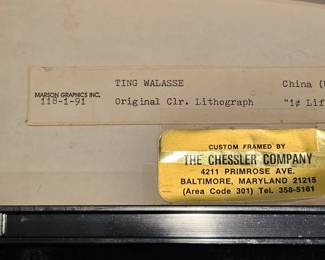 TING WALASSE China
MARSON GRAPHICS INC.
118-1-91 Original Clr. Lithograph "1¢ Lif
CUSTOM FRAMED BY
THE CHESSLER COMPANY
4211 PRIMROSE AVE.
BALTIMORE, MARYLAND 21215
(Area Code 301) Tel. 358-5161